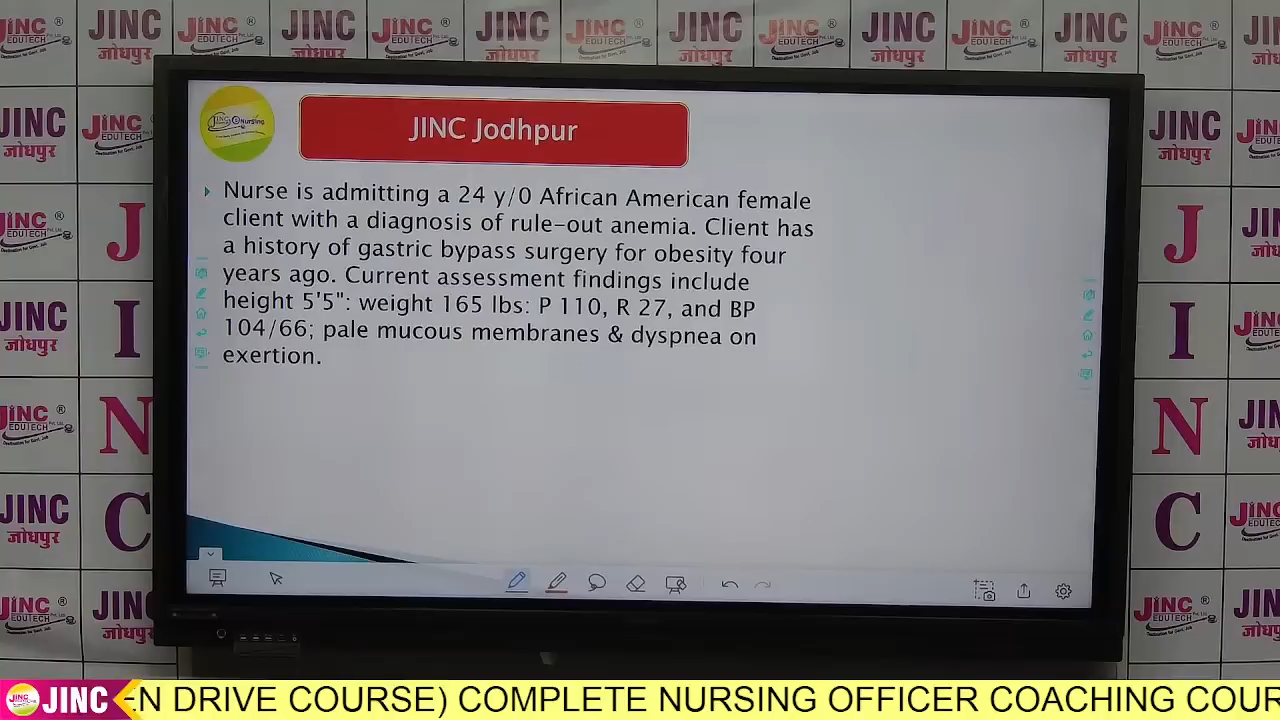 JINC Jodhpur
Nurse is admitting a 24 y/0 African American female
client with a diagnosis of rule-out anemia. Client has
a history of gastric bypass surgery for obesity four
years ago. Current assessment findings include
height 5'5": weight 165 lbs: P 110, R 27, and BP
104/66; pale mucous membranes & dyspnea on
exertion.
JINC
जोधपुर
JINC
EDUTECH
J
I
N
C
J
I
N
C
JINC
EN DRIVE COURSE) COMPLETE NURSING OFFICER COACHING COUR